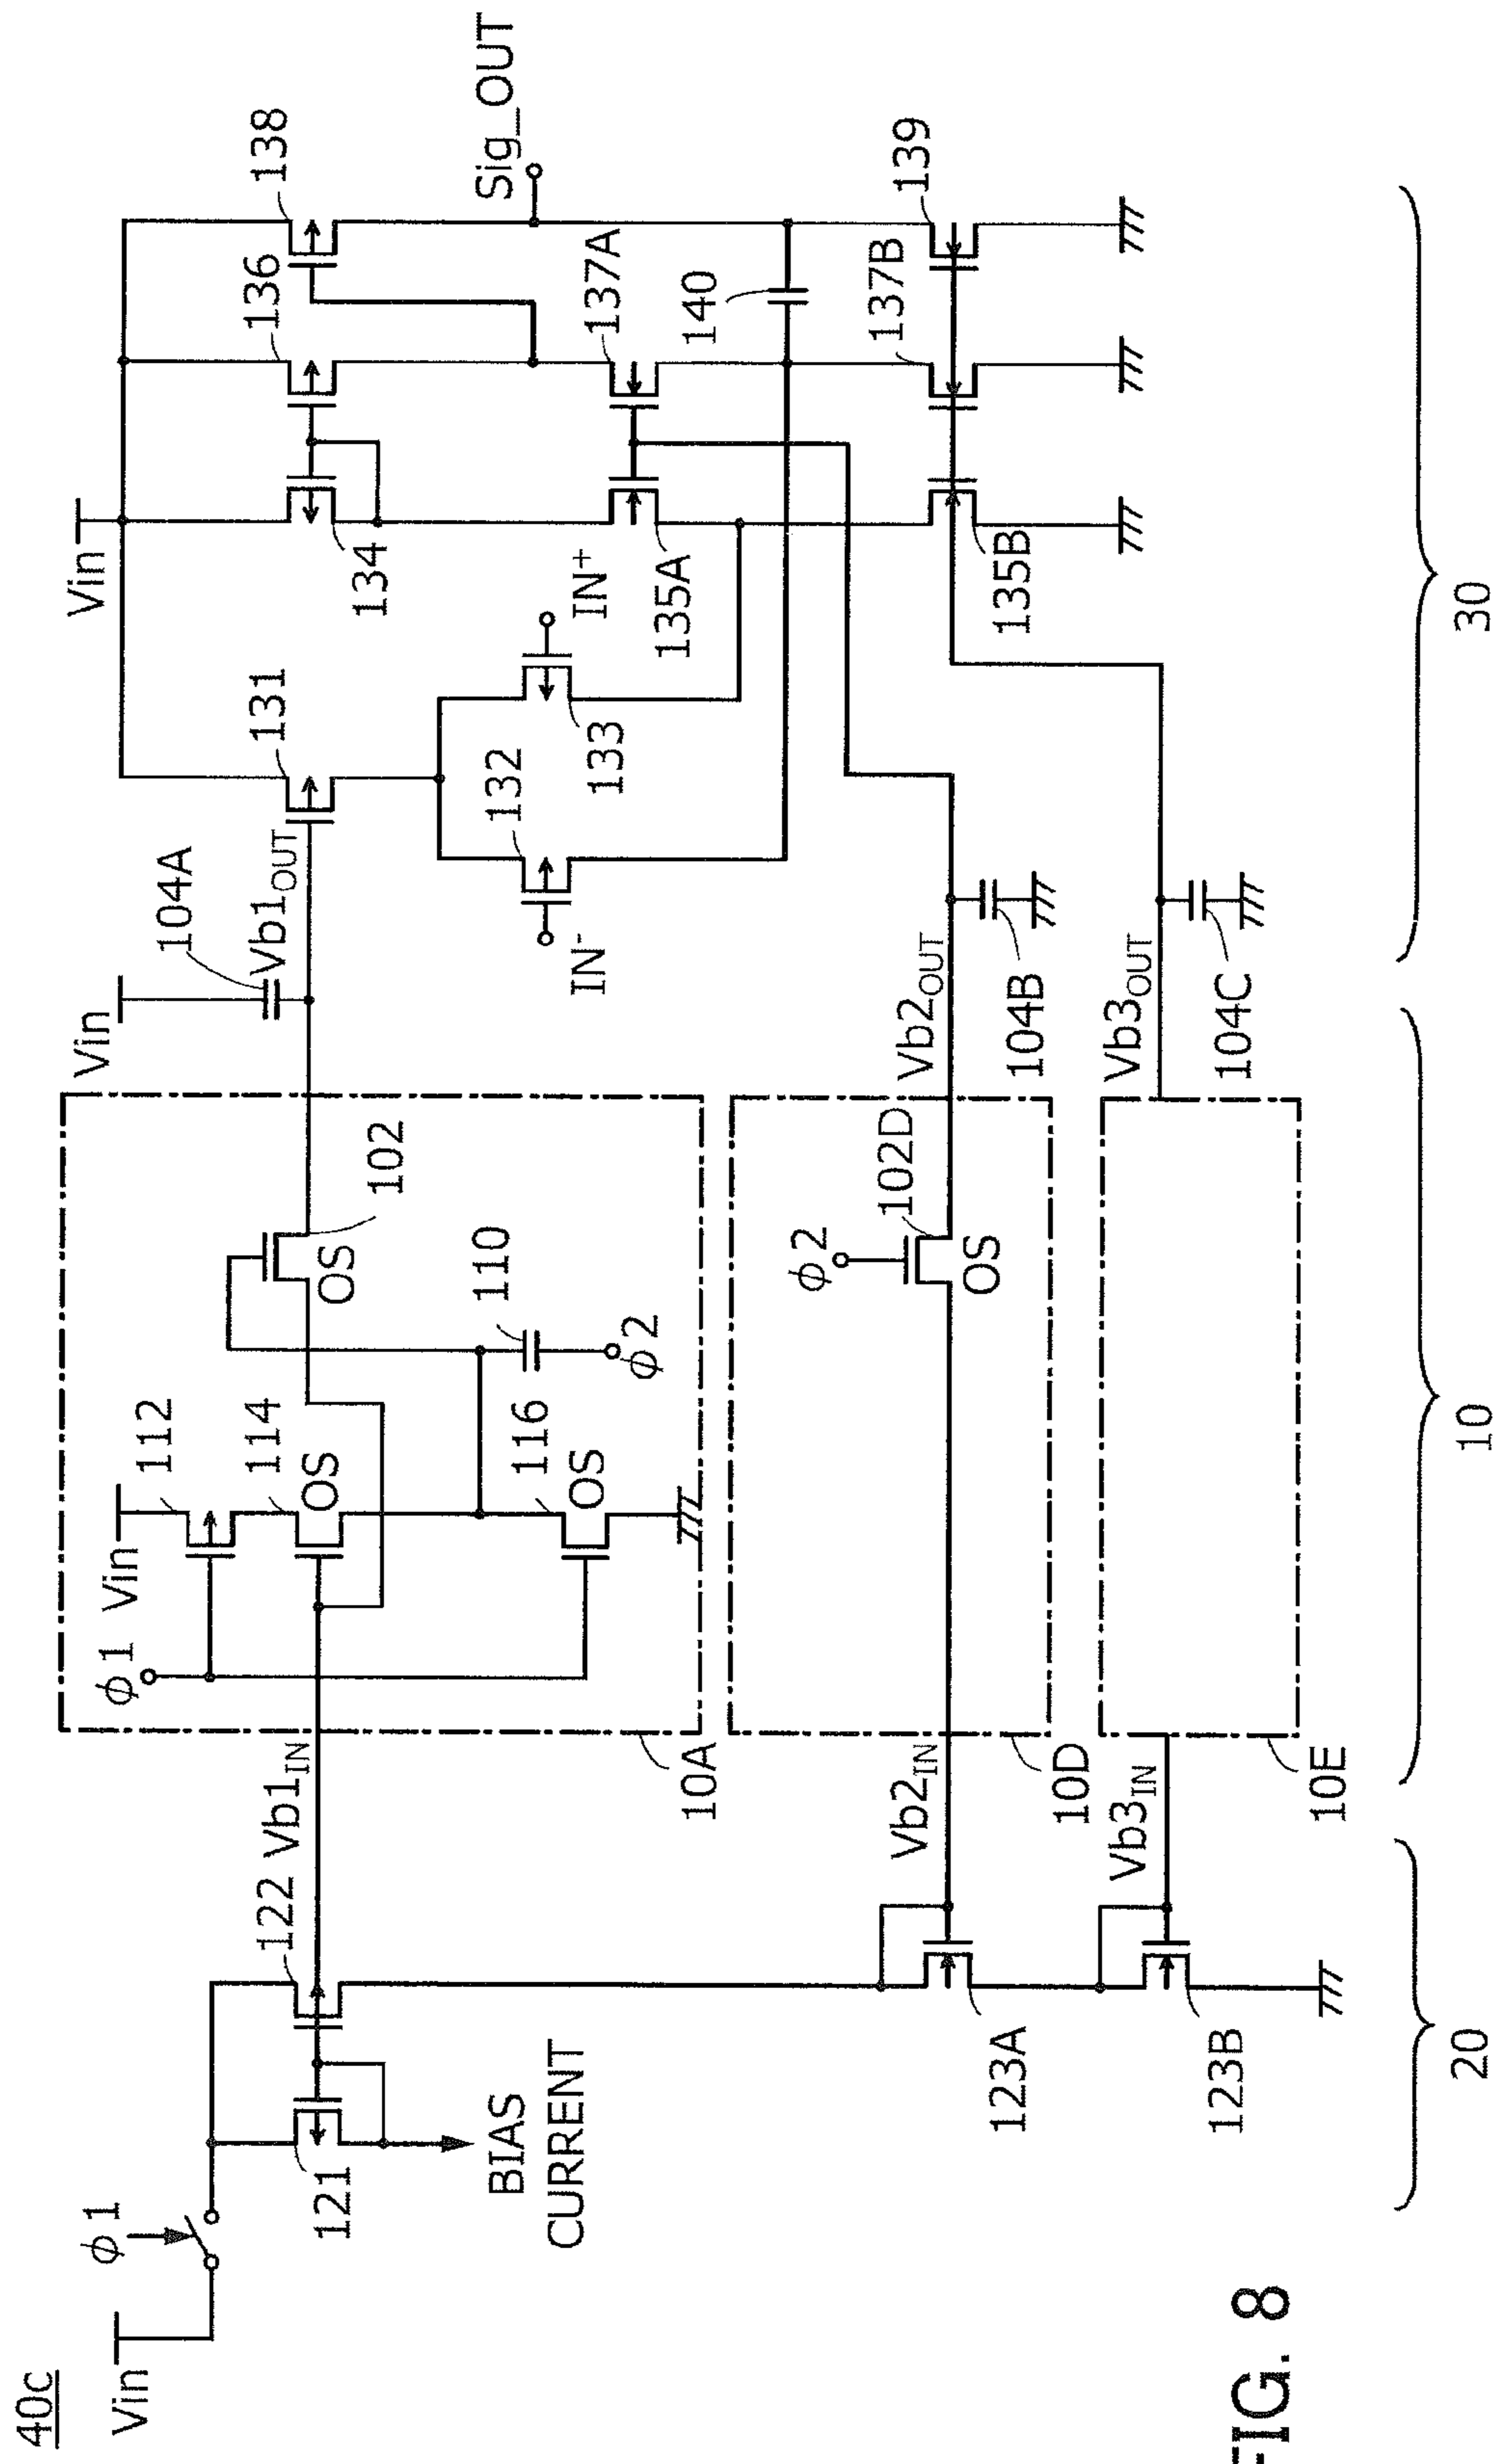 40c
Vin
ϕ1
121
BIAS
CURRENT
122
Vb1IN
123A
123B
Vb2IN
Vb3IN
20
ϕ1
Vin
112
114
OS
116
OS
110
ϕ2
102
OS
10A
ϕ2
102D
OS
10D
10E
10
Vin
104A
Vb1OUT
Vb2OUT
104B
Vb3OUT
104C
Vin
131
132
IN-
133
IN+
134
135A
135B
136
137A
137B
138
139
140
Sig_OUT
30
FIG. 8